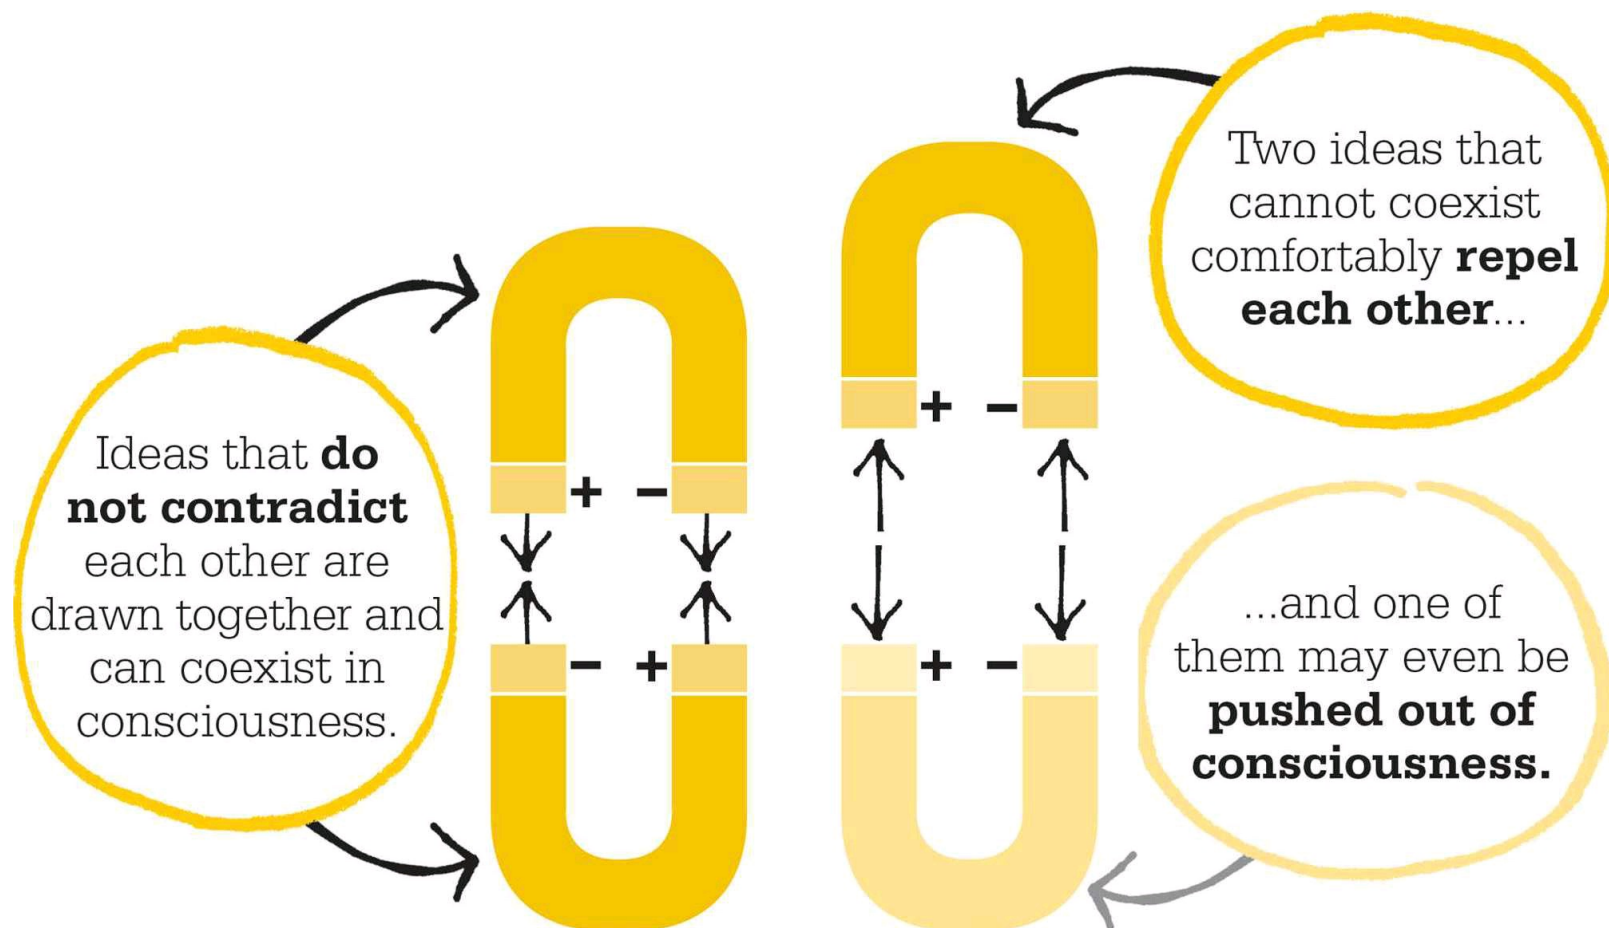 Ideas that do
not contradict
each other are
drawn together and
can coexist in
consciousness.
+ −
− +
Two ideas that
cannot coexist
comfortably repel
each other...
+ −
+ −
...and one of
them may even be
pushed out of
consciousness.